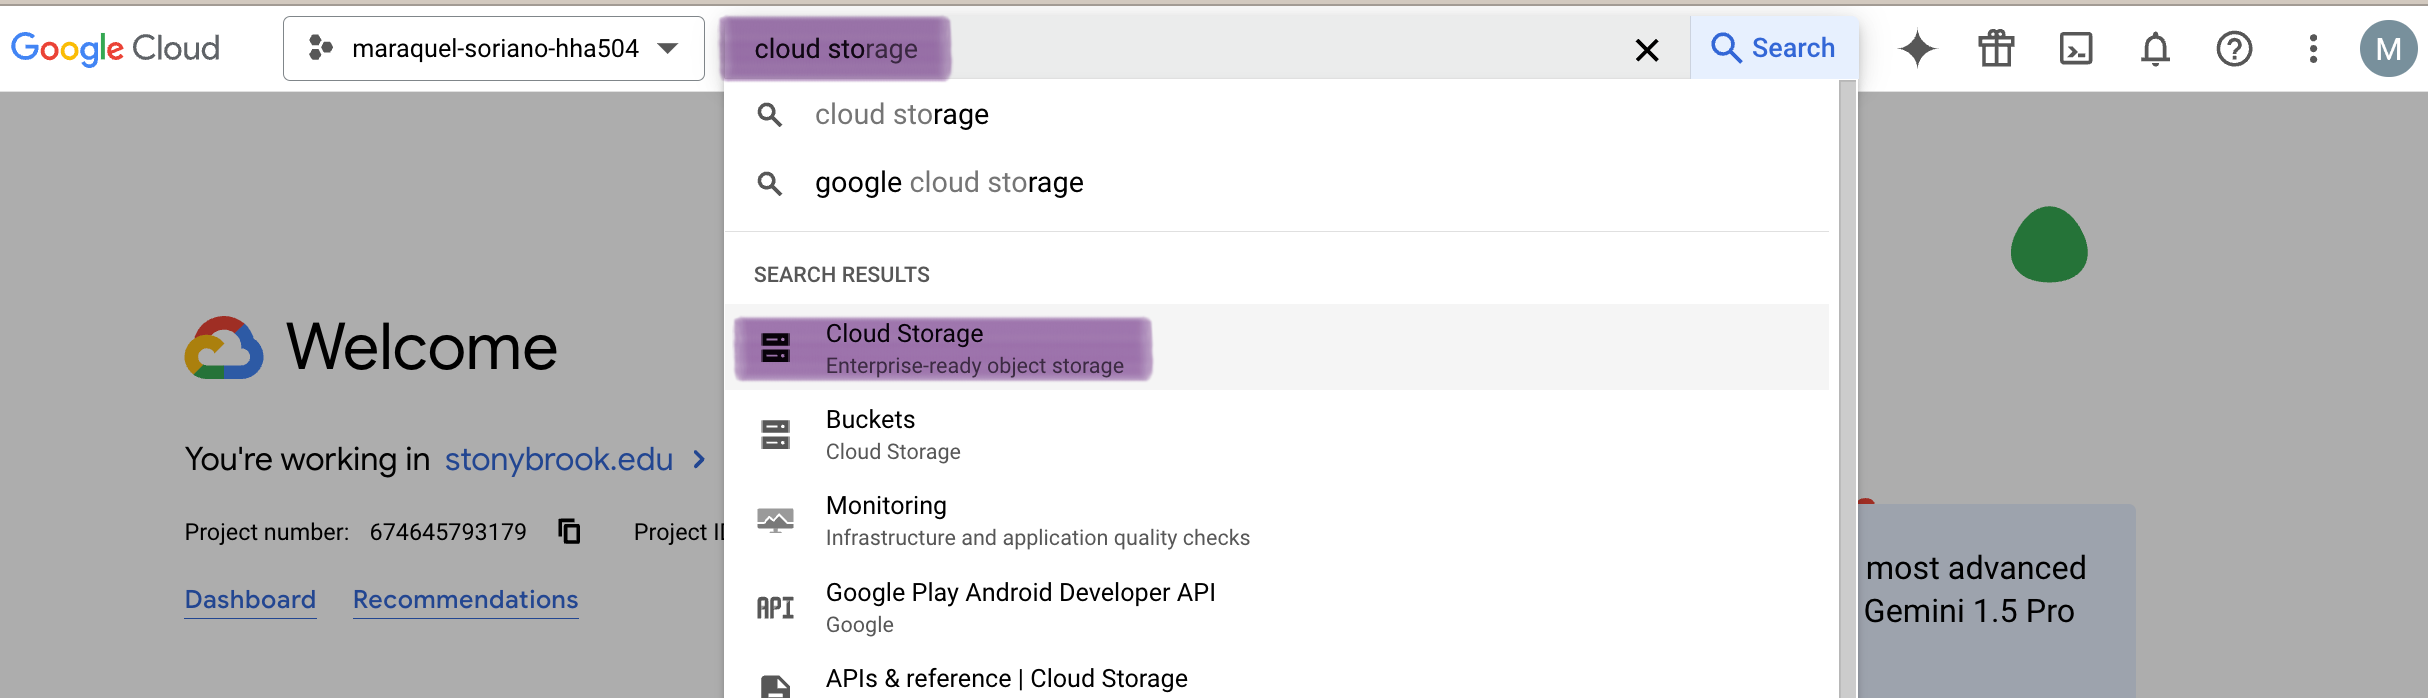 Google Cloud
maraquel-soriano-hha504
cloud storage
Search
M
cloud storage
google cloud storage
SEARCH RESULTS
Cloud Storage
Enterprise-ready object storage
Buckets
Cloud Storage
Monitoring
Infrastructure and application quality checks
API
Google Play Android Developer API
Google
APIs & reference | Cloud Storage
Welcome
You're working in stonybrook.edu
Project number: 674645793179
Project
Dashboard
Recommendations
most advanced
Gemini 1.5 Pro